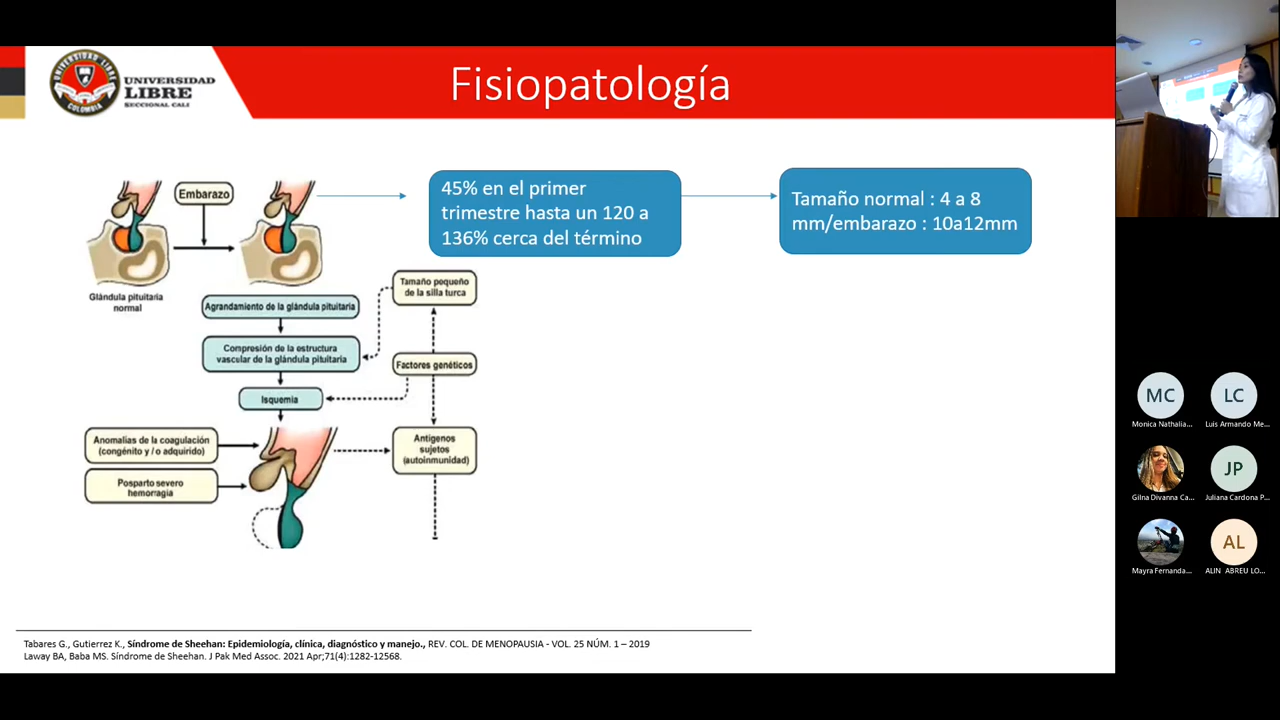 UNIVERSIDAD LIBRE COLOMBIA
UNIVERSIDAD
LIBRE
SECCIONAL CALI
Fisiopatología
Embarazo
Glándula pituitaria
normal
45% en el primer
trimestre hasta un 120 a
136% cerca del término
Tamaño normal : 4 a 8
mm/embarazo : 10a12mm
Agrandamiento de la glándula pituitaria
Tamaño pequeño
de la silla turca
Compresión de la estructura
vascular de la glándula pituitaria
Factores genéticos
Isquemia
Anomalías de la coagulación
(congénito y / o adquirido)
Antígenos
sujetos
(autoinmunidad)
Posparto severo
hemorragia
Tabares G., Gutierrez K., Síndrome de Sheehan: Epidemiología, clínica, diagnóstico y manejo., REV. COL. DE MENOPAUSIA - VOL. 25 NÚM. 1 – 2019
Laway BA, Baba MS. Síndrome de Sheehan. J Pak Med Assoc. 2021 Apr;71(4):1282-12568.
MC
Monica Nathalia...
LC
Luis Armando Me...
Gilna Divanna Ca...
JP
Juliana Cardona P...
Mayra Fernanda...
AL
ALIN ABREU LO...